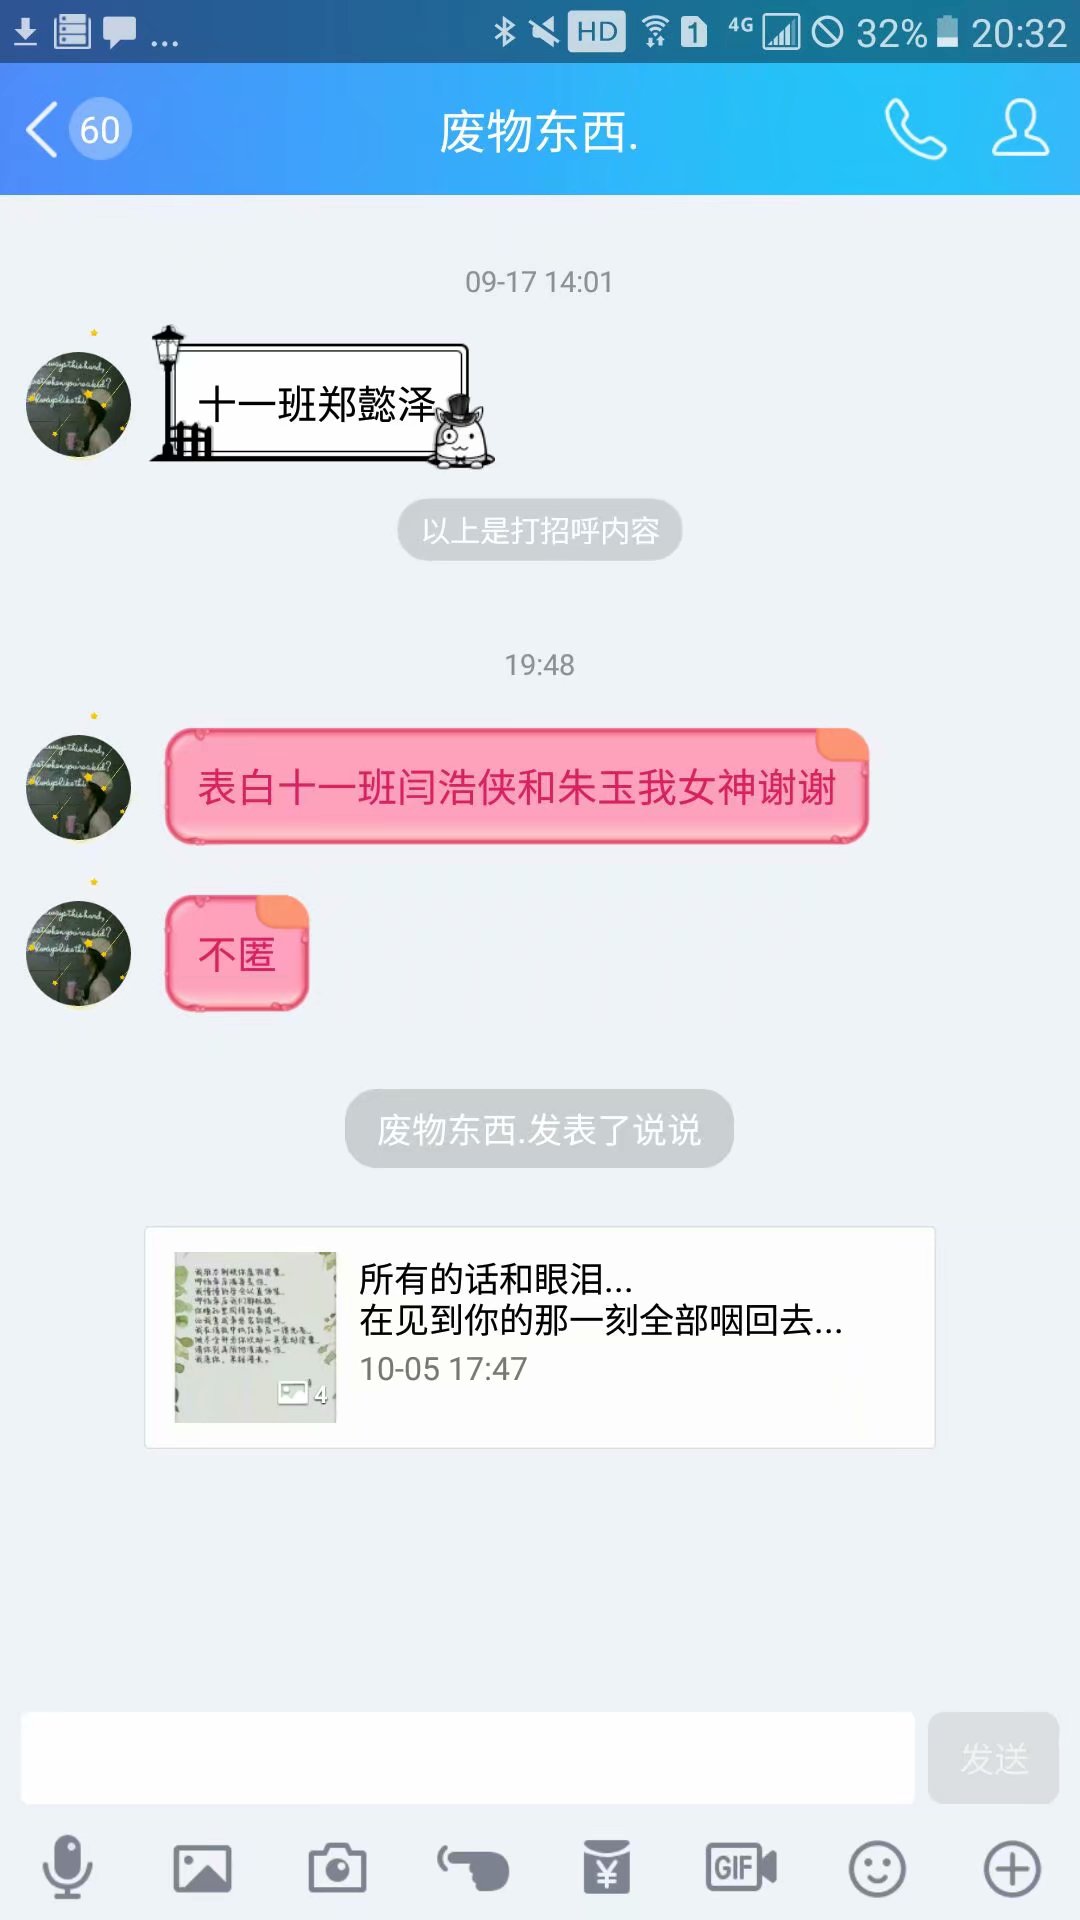 ... HD 1 4G 32% 20:32
60 废物东西.
09-17 14:01
十一班郑懿泽
以上是打招呼内容
19:48
表白十一班闫浩侠和朱玉我女神谢谢
不匿
废物东西.发表了说说
所有的话和眼泪...
在见到你的那一刻全部咽回去...
10-05 17:47
4
发送
GIF